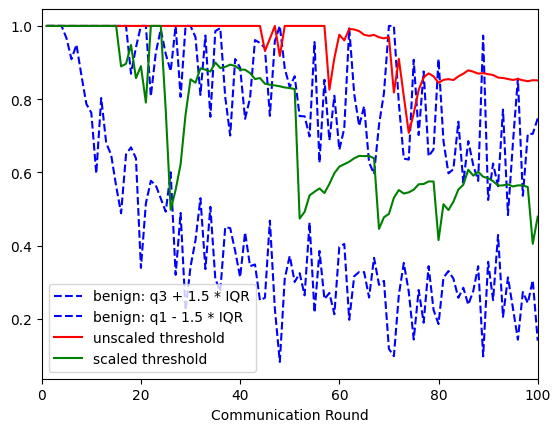 1.0
0.8
0.6
0.4
0.2
benign: q3 + 1.5 * IQR
benign: q1 - 1.5 * IQR
unscaled threshold
scaled threshold
0 20 40 60 80 100
Communication Round